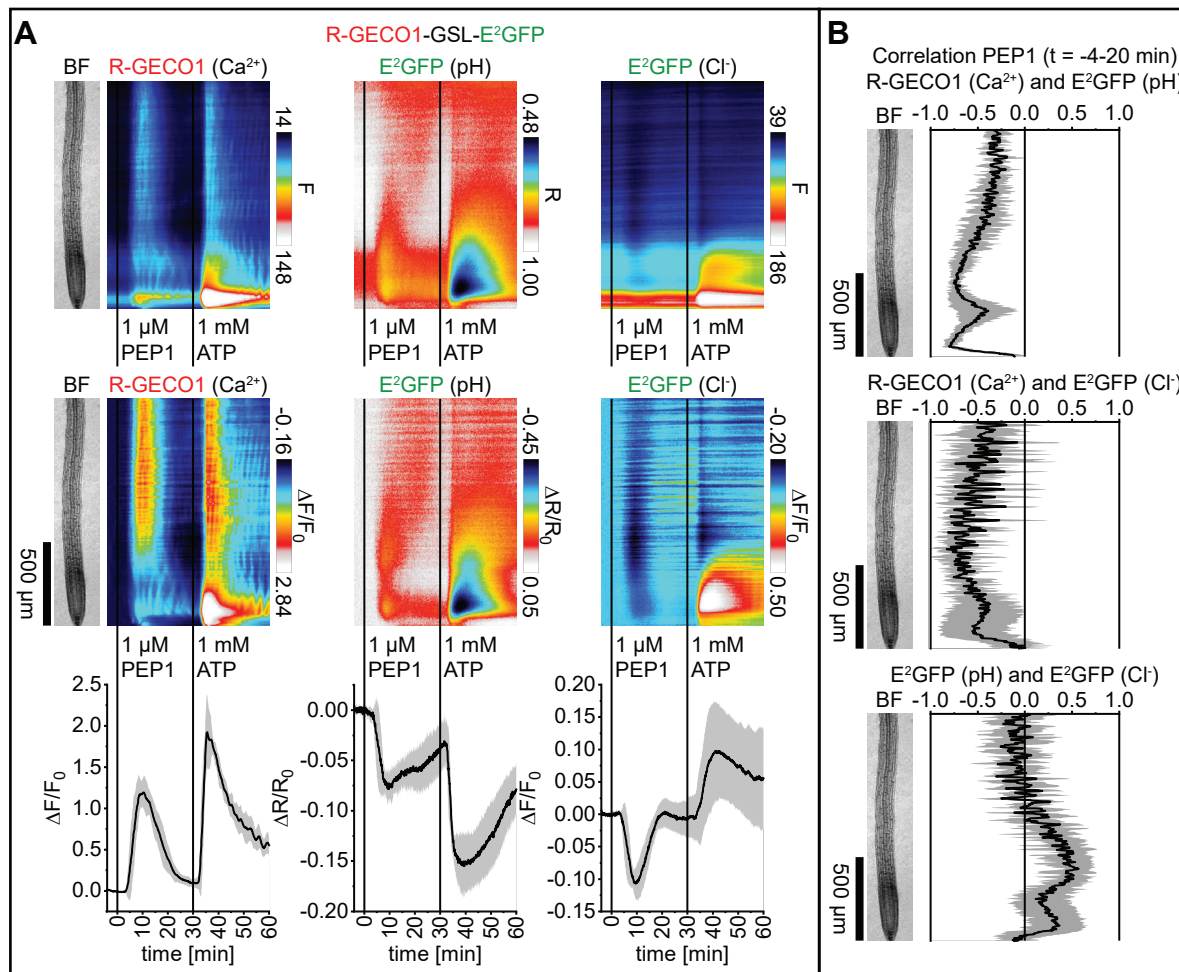 A
R-GECO1-GSL-E²GFP
BF R-GECO1 (Ca²⁺) E²GFP (pH) E²GFP (Cl⁻)
14 F 148
0.48 R 1.00
39 F 186
1 µM PEP1
1 mM ATP
1 µM PEP1
1 mM ATP
1 µM PEP1
1 mM ATP
BF R-GECO1 (Ca²⁺) E²GFP (pH) E²GFP (Cl⁻)
500 µm
-0.16 ΔF/F₀ 2.84
-0.45 ΔR/R₀ 0.05
-0.20 ΔF/F₀ 0.50
1 µM PEP1
1 mM ATP
1 µM PEP1
1 mM ATP
1 µM PEP1
1 mM ATP
ΔF/F₀
2.5
2.0
1.5
1.0
0.5
0.0
0 10 20 30 40 50 60
time [min]
ΔR/R₀
0.00
-0.05
-0.10
-0.15
-0.20
0 10 20 30 40 50 60
time [min]
ΔF/F₀
0.20
0.15
0.10
0.05
0.00
-0.05
-0.10
-0.15
0 10 20 30 40 50 60
time [min]
B
Correlation PEP1 (t = -4-20 min)
R-GECO1 (Ca²⁺) and E²GFP (pH)
BF -1.0 -0.5 0.0 0.5 1.0
500 µm
R-GECO1 (Ca²⁺) and E²GFP (Cl⁻)
BF -1.0 -0.5 0.0 0.5 1.0
500 µm
E²GFP (pH) and E²GFP (Cl⁻)
BF -1.0 -0.5 0.0 0.5 1.0
500 µm